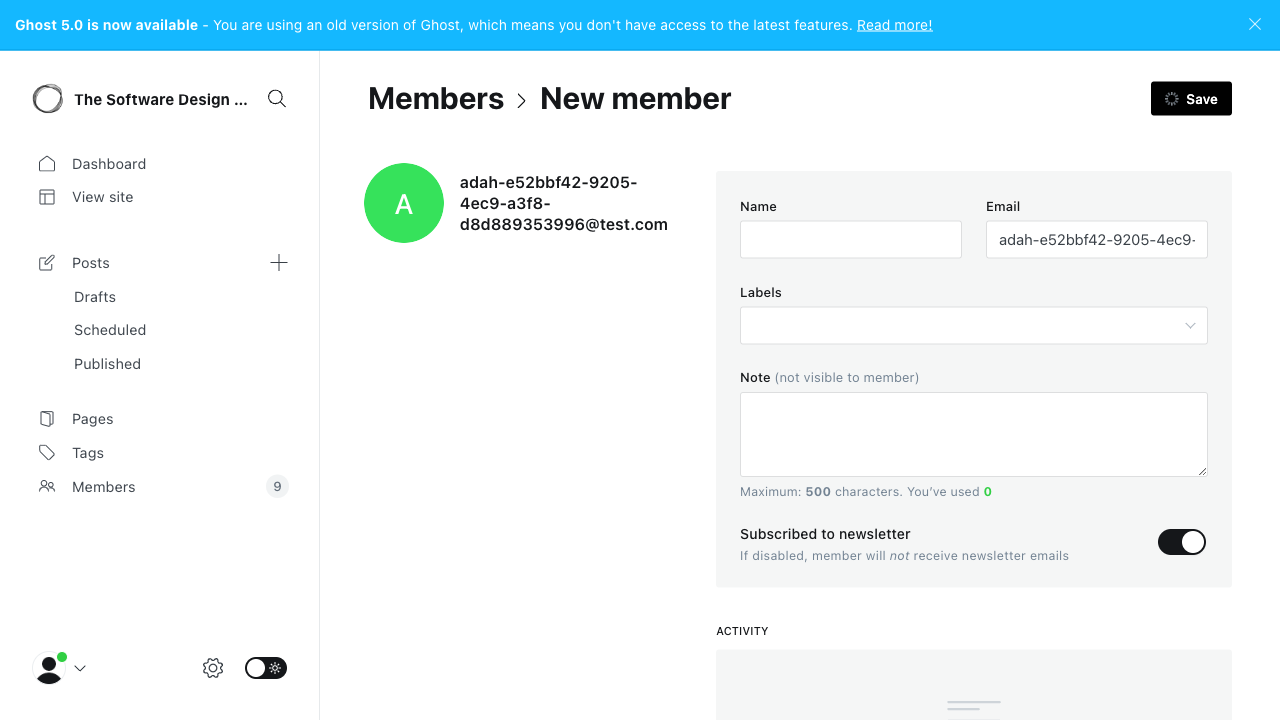 Ghost 5.0 is now available - You are using an old version of Ghost, which means you don't have access to the latest features. Read more!
The Software Design ...
Members > New member
Save
Dashboard
View site
A
adah-e52bbf42-9205-
4ec9-a3f8-
d8d889353996@test.com
Name
Email
adah-e52bbf42-9205-4ec9-
Posts
Drafts
Scheduled
Published
Labels
Note (not visible to member)
Maximum: 500 characters. You've used 0
Pages
Tags
Members 9
Subscribed to newsletter
If disabled, member will not receive newsletter emails
ACTIVITY